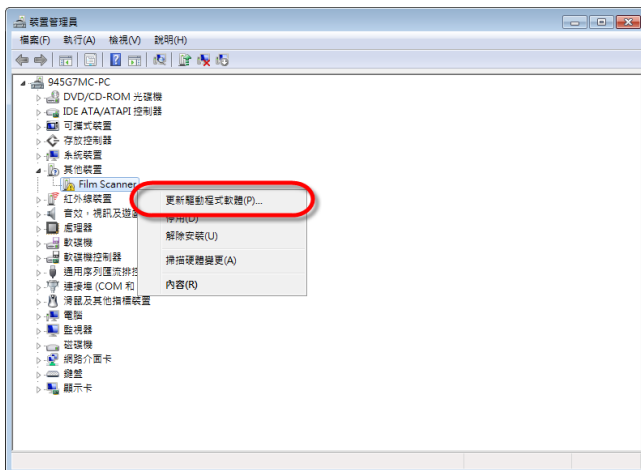 裝置管理員
檔案(F) 執行(A) 檢視(V) 說明(H)
945G7MC-PC
DVD/CD-ROM 光碟機
IDE ATA/ATAPI 控制器
可攜式裝置
存放控制器
系統裝置
其他裝置
Film Scanner
更新驅動程式軟體(P)...
紅外線裝置
音效，視訊及遊
停用(D)
處理器
解除安裝(U)
軟碟機
軟碟機控制器
掃描硬體變更(A)
通用序列匯流排控
連接埠 (COM 和
內容(R)
滑鼠及其他指標裝置
電腦
監視器
磁碟機
網路介面卡
鍵盤
顯示卡